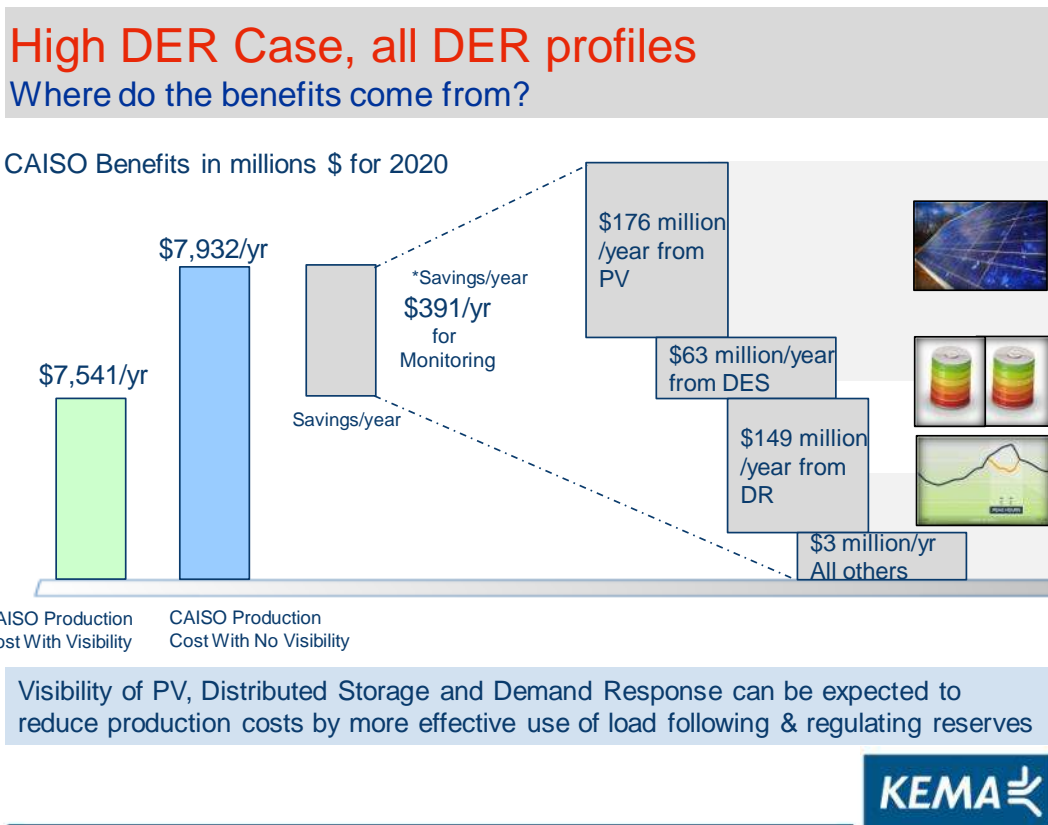 High DER Case, all DER profiles
Where do the benefits come from?
CAISO Benefits in millions $ for 2020
$7,541/yr
$7,932/yr
*Savings/year
$391/yr
for
Monitoring
Savings/year
$176 million
/year from
PV
$63 million/year
from DES
$149 million
/year from
DR
$3 million/yr
All others
AISO Production
ost With Visibility
CAISO Production
Cost With No Visibility
Visibility of PV, Distributed Storage and Demand Response can be expected to
reduce production costs by more effective use of load following & regulating reserves
KEMA